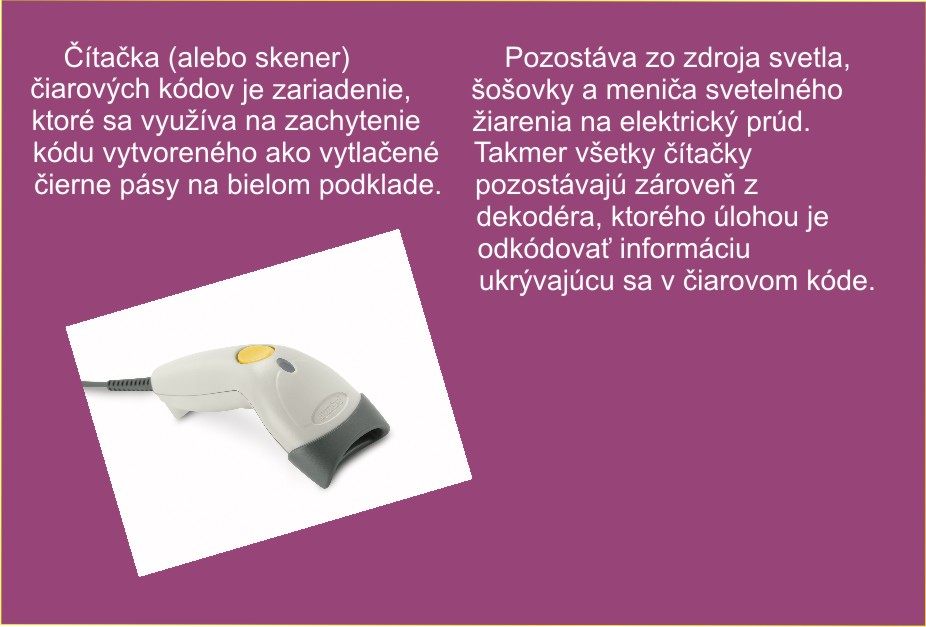 Čítačka (alebo skener)
čiarových kódov je zariadenie,
ktoré sa využíva na zachytenie
kódu vytvoreného ako vytlačené
čierne pásy na bielom podklade.
Pozostáva zo zdroja svetla,
šošovky a meniča svetelného
žiarenia na elektrický prúd.
Takmer všetky čítačky
pozostávajú zároveň z
dekodéra, ktorého úlohou je
odkódovať informáciu
ukrývajúcu sa v čiarovom kóde.